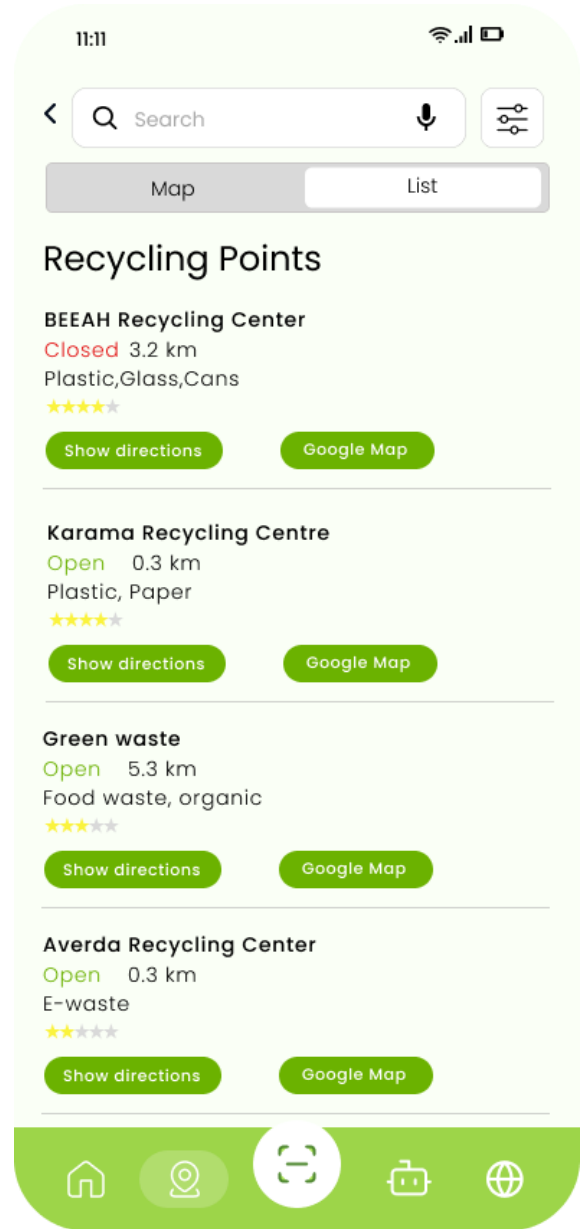 11:11
Search
Map List
Recycling Points
BEEAH Recycling Center
Closed 3.2 km
Plastic,Glass,Cans
Show directions Google Map
Karama Recycling Centre
Open 0.3 km
Plastic, Paper
Show directions Google Map
Green waste
Open 5.3 km
Food waste, organic
Show directions Google Map
Averda Recycling Center
Open 0.3 km
E-waste
Show directions Google Map